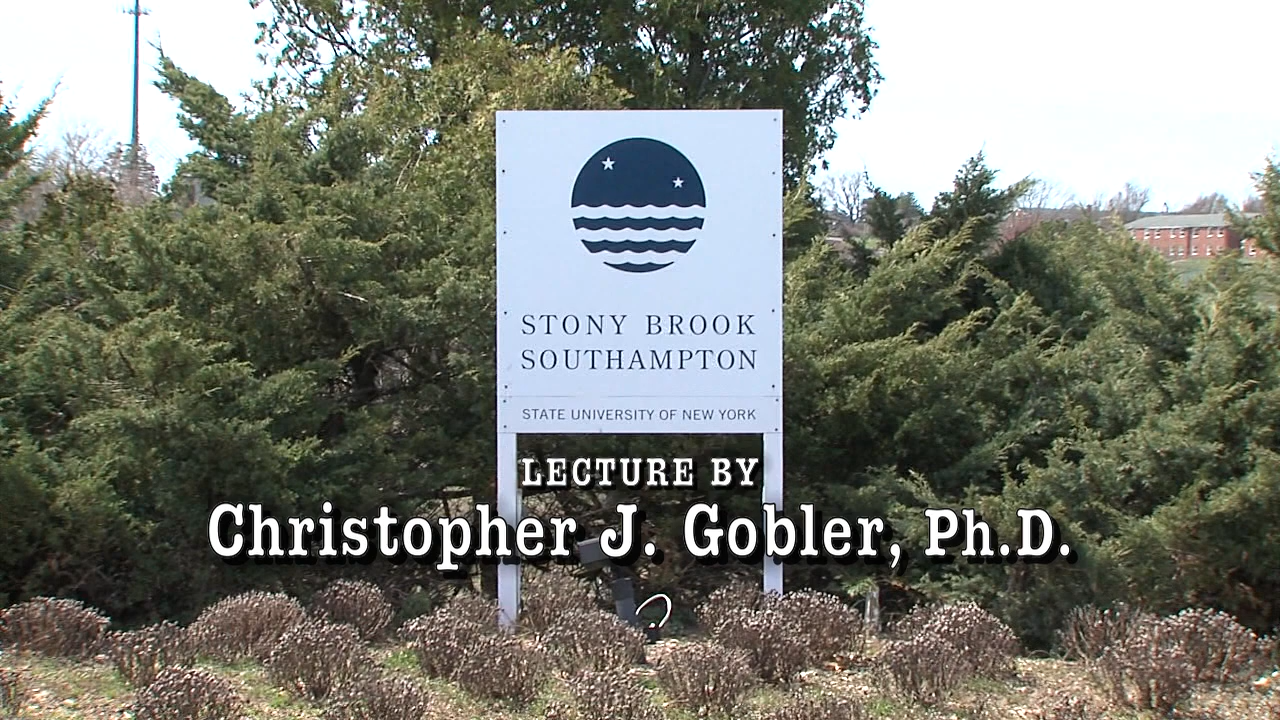 STONY BROOK
SOUTHAMPTON
STATE UNIVERSITY OF NEW YORK
LECTURE BY
Christopher J. Gobler, Ph.D.